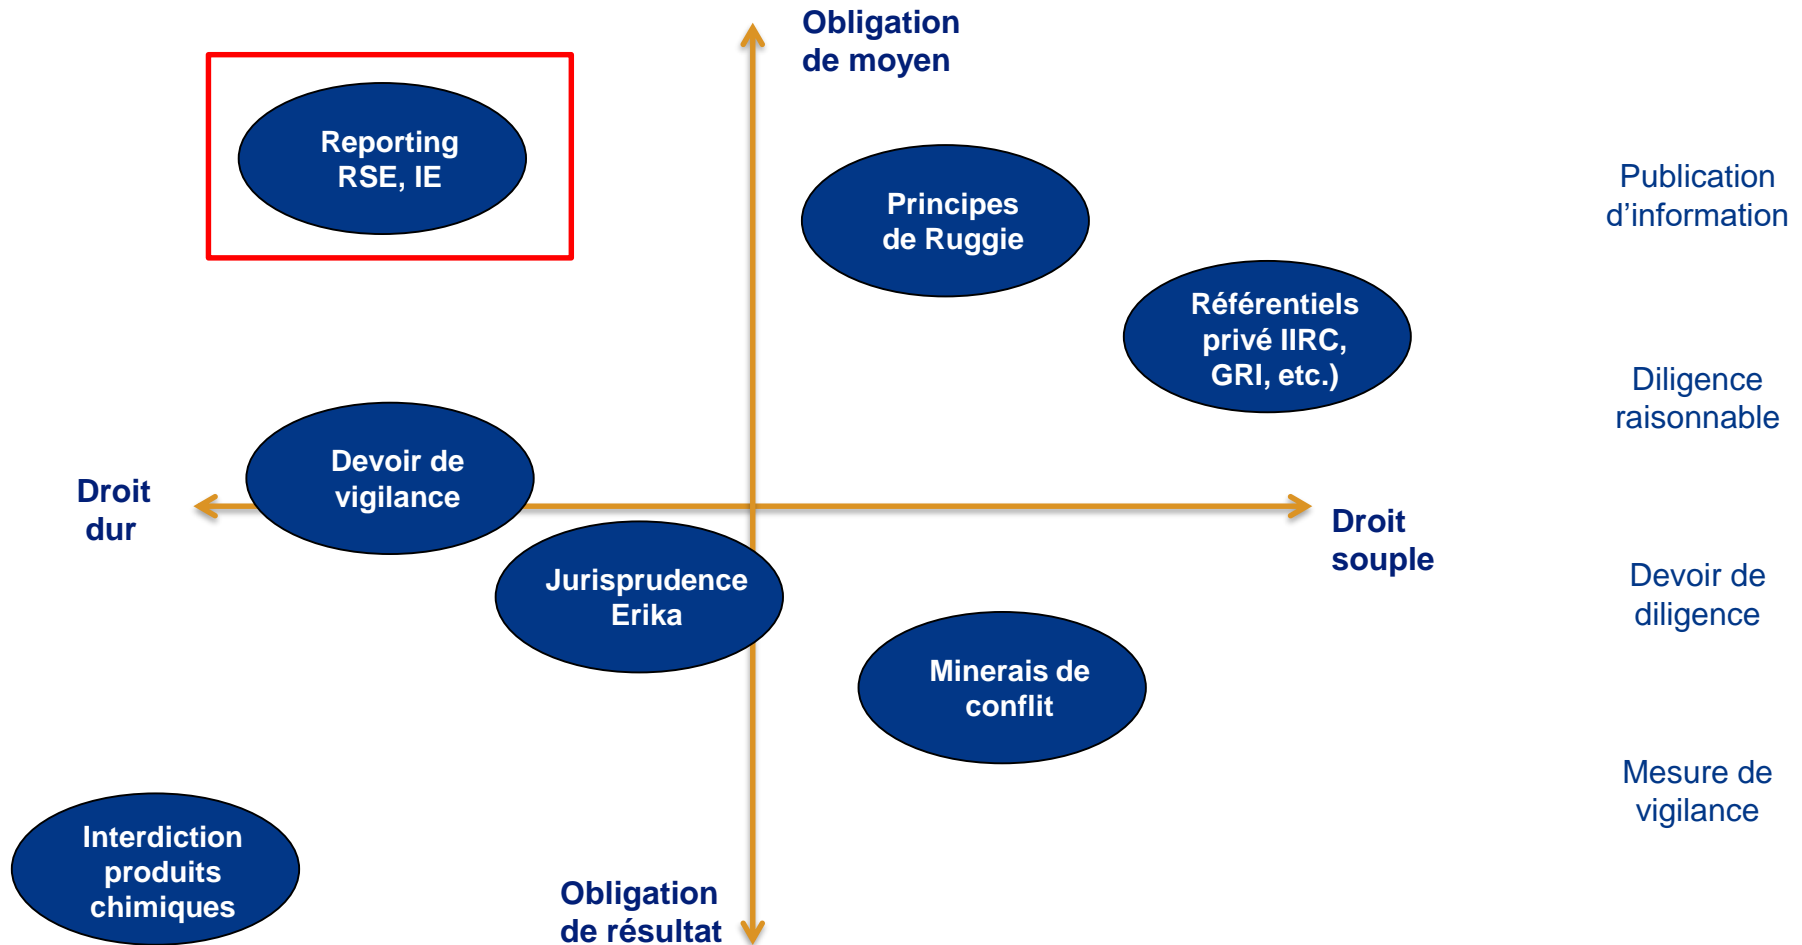 Obligation
de moyen
Reporting
RSE, IE
Principes
de Ruggie
Publication
d’information
Référentiels
privé IIRC,
GRI, etc.)
Diligence
raisonnable
Devoir de
vigilance
Droit
dur
Droit
souple
Jurisprudence
Erika
Devoir de
diligence
Minerais de
conflit
Mesure de
vigilance
Interdiction
produits
chimiques
Obligation
de résultat